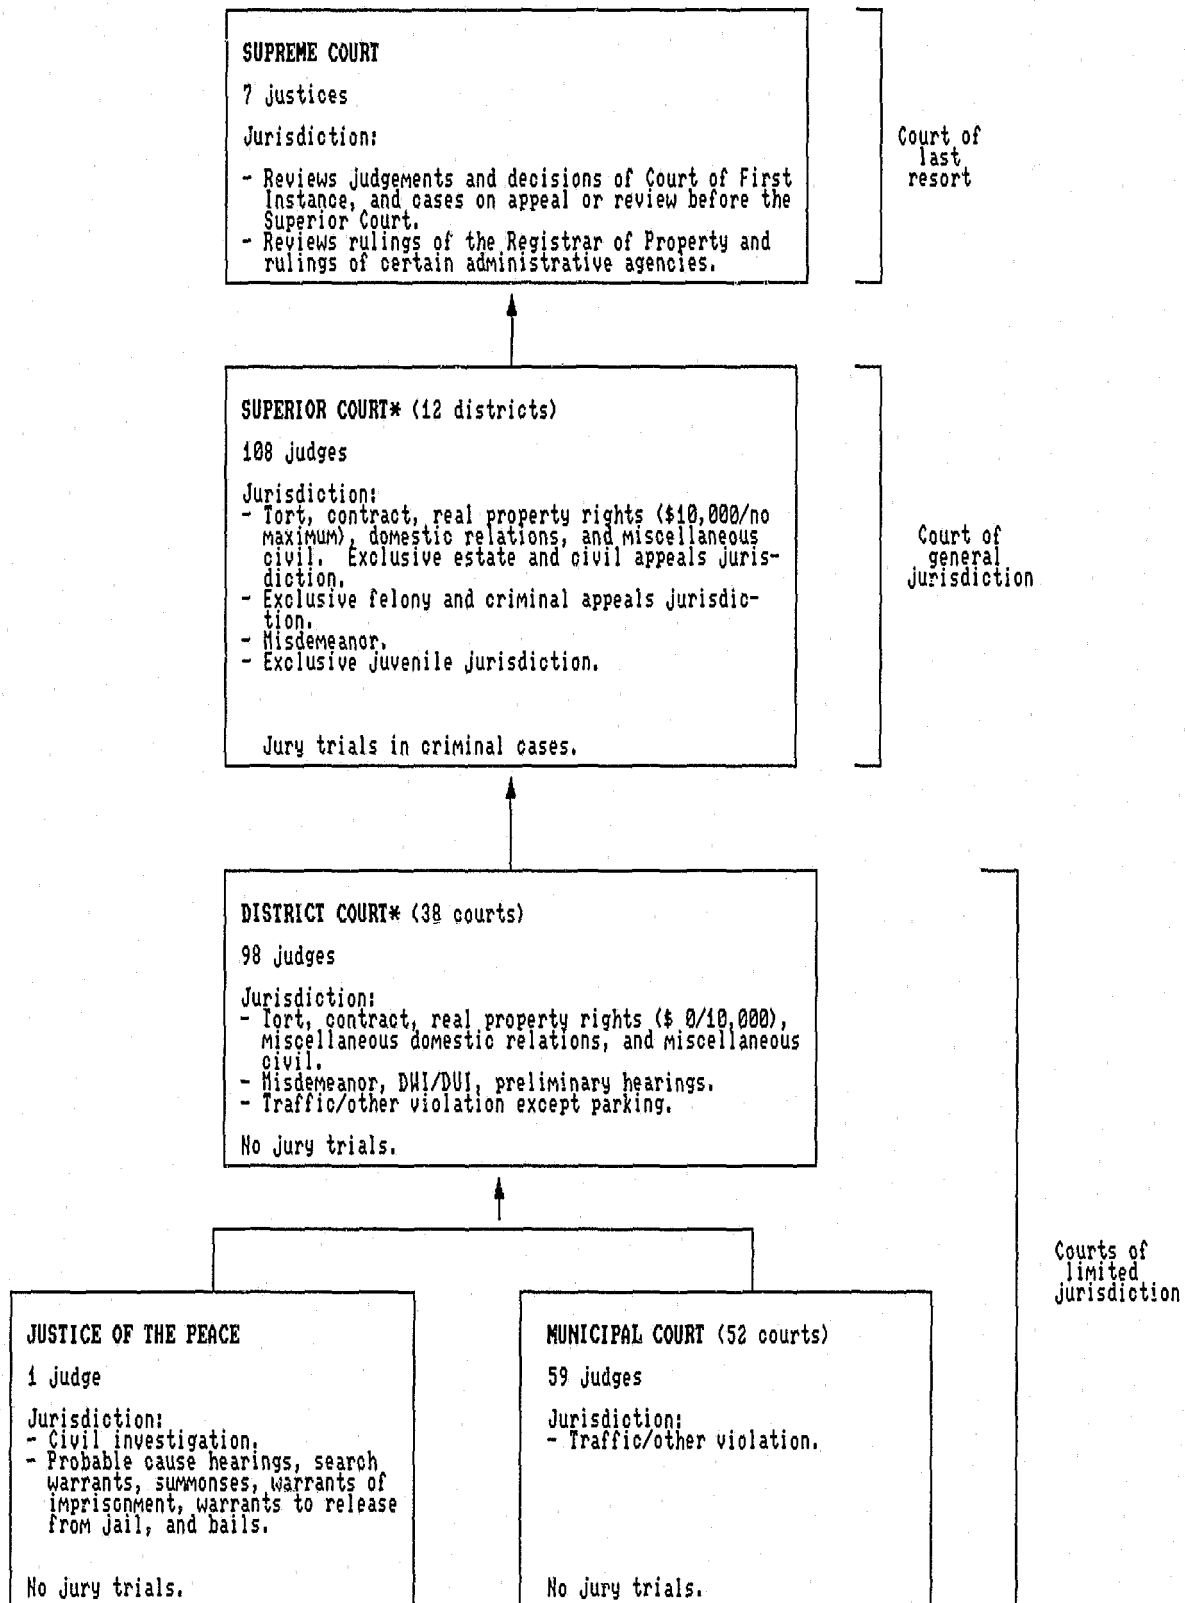 SUPREME COURT
7 justices
Jurisdiction:
- Reviews judgements and decisions of Court of First
Instance, and cases on appeal or review before the
Superior Court.
- Reviews rulings of the Registrar of Property and
rulings of certain administrative agencies.
Court of
last
resort
SUPERIOR COURT* (12 districts)
108 judges
Jurisdiction:
- Tort, contract, real property rights ($10,000/no
maximum), domestic relations, and miscellaneous
civil. Exclusive estate and civil appeals juris-
diction.
- Exclusive felony and criminal appeals jurisdic-
tion.
- Misdemeanor.
- Exclusive juvenile jurisdiction.
Jury trials in criminal cases.
Court of
general
jurisdiction
DISTRICT COURT* (38 courts)
98 judges
Jurisdiction:
- Tort, contract, real property rights ($ 0/10,000),
miscellaneous domestic relations, and miscellaneous
civil.
- Misdemeanor, DWI/DUI, preliminary hearings.
- Traffic/other violation except parking.
No jury trials.
Courts of
limited
jurisdiction
JUSTICE OF THE PEACE
1 judge
Jurisdiction:
- Civil investigation.
- Probable cause hearings, search
warrants, summonses, warrants of
imprisonment, warrants to release
from jail, and bails.
No jury trials.
MUNICIPAL COURT (52 courts)
59 judges
Jurisdiction:
- Traffic/other violation.
No jury trials.